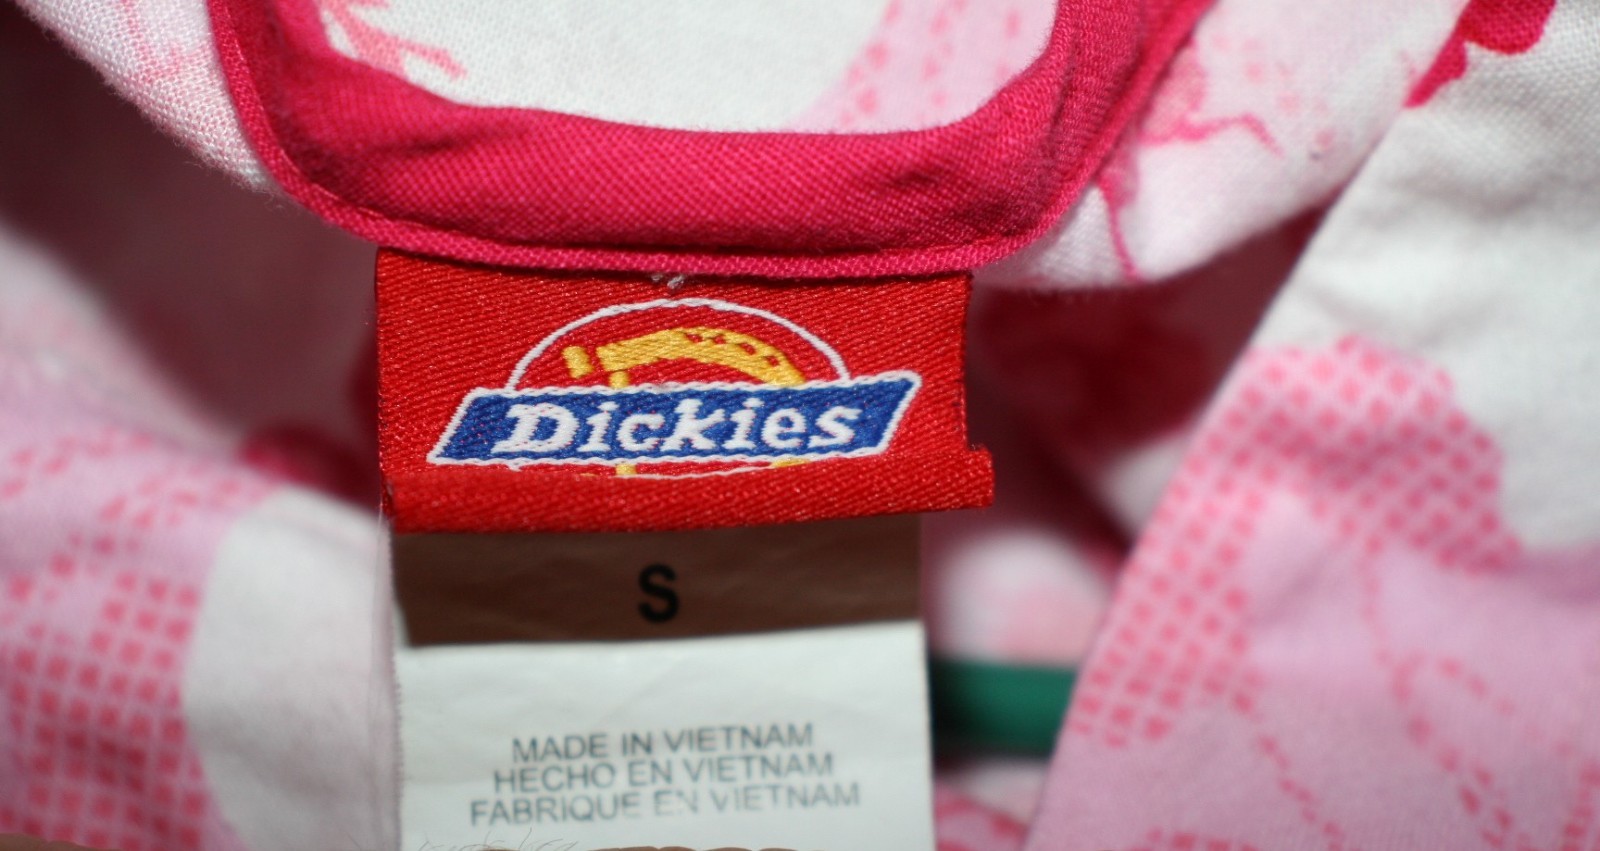 Dickies
S
MADE IN VIETNAM
HECHO EN VIETNAM
FABRIQUE EN VIETNAM